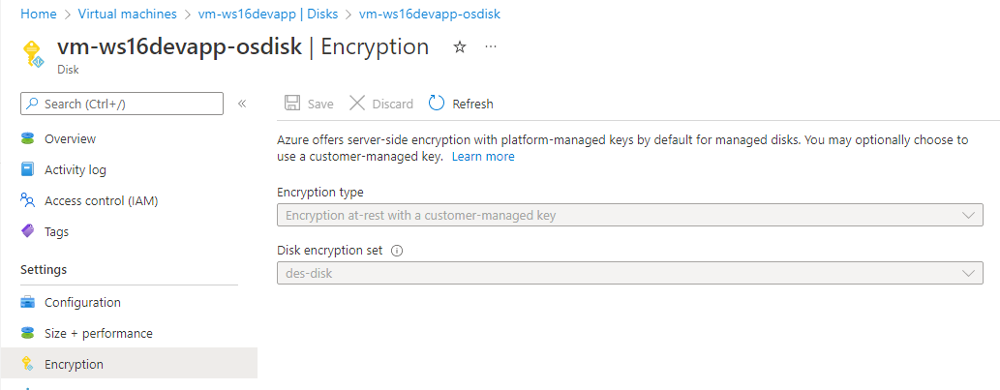 Home > Virtual machines > vm-ws16devapp | Disks > vm-ws16devapp-osdisk
vm-ws16devapp-osdisk | Encryption
Disk
Search (Ctrl+/)
Overview
Activity log
Access control (IAM)
Tags
Settings
Configuration
Size + performance
Encryption
Save Discard Refresh
Azure offers server-side encryption with platform-managed keys by default for managed disks. You may optionally choose to
use a customer-managed key. Learn more
Encryption type
Encryption at-rest with a customer-managed key
Disk encryption set
des-disk